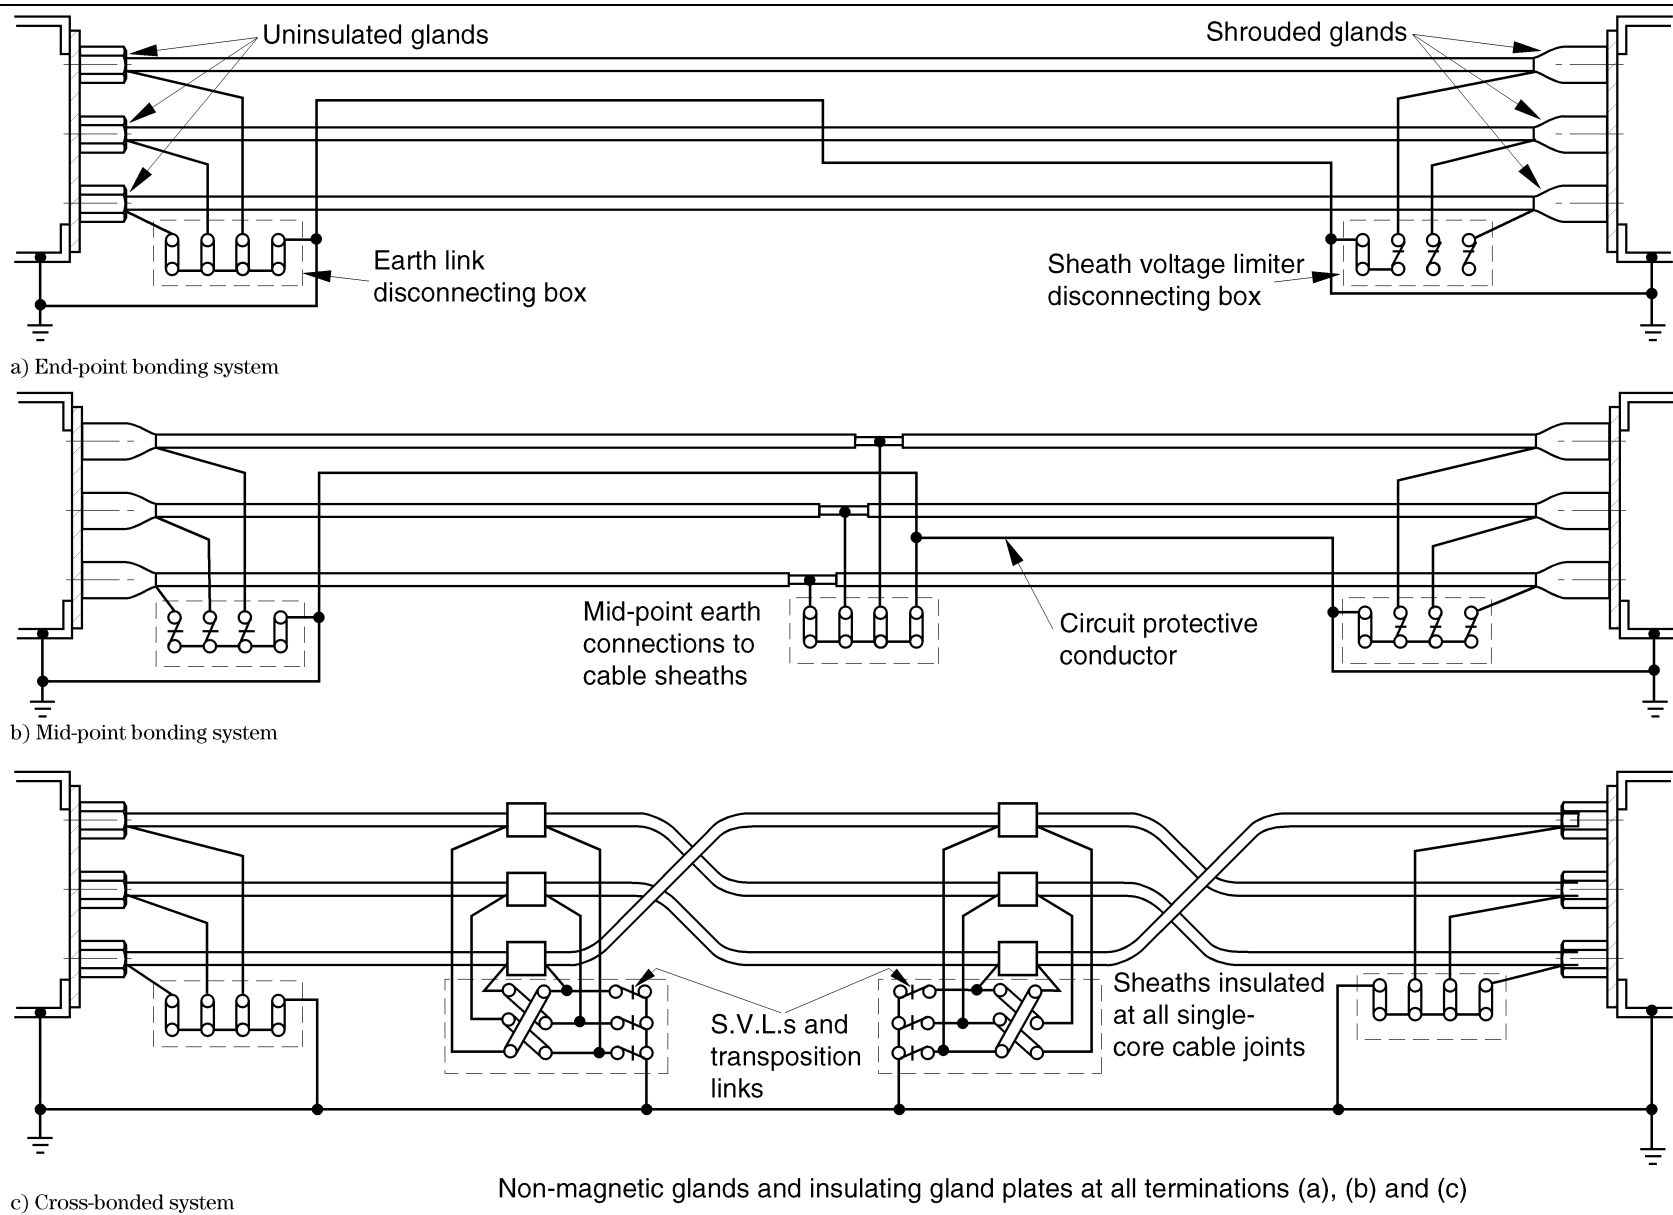 Uninsulated glands
Shrouded glands
Earth link
disconnecting box
Sheath voltage limiter
disconnecting box
a) End-point bonding system
Mid-point earth
connections to
cable sheaths
Circuit protective
conductor
b) Mid-point bonding system
S.V.L.s and
transposition
links
Sheaths insulated
at all single-
core cable joints
Non-magnetic glands and insulating gland plates at all terminations (a), (b) and (c)
c) Cross-bonded system